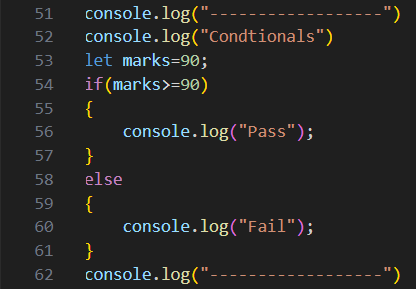 51 console.log("------------------")
52 console.log("Condtionals")
53 let marks=90;
54 if(marks>=90)
55 {
56     console.log("Pass");
57 }
58 else
59 {
60     console.log("Fail");
61 }
62 console.log("------------------")